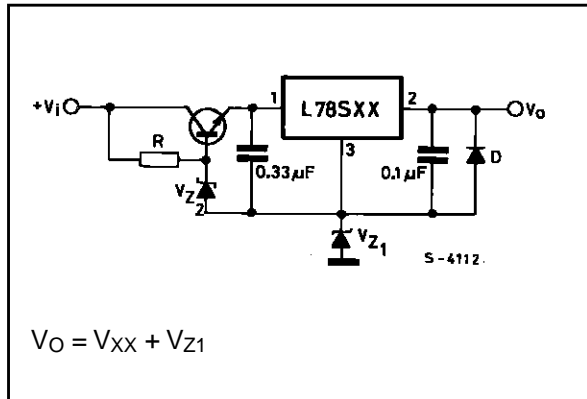 +Vi
1
L78SXX
2
Vo
R
3
0.33µF
0.1µF
D
VZ
2
VZ1
S-4112
VO = VXX + VZ1